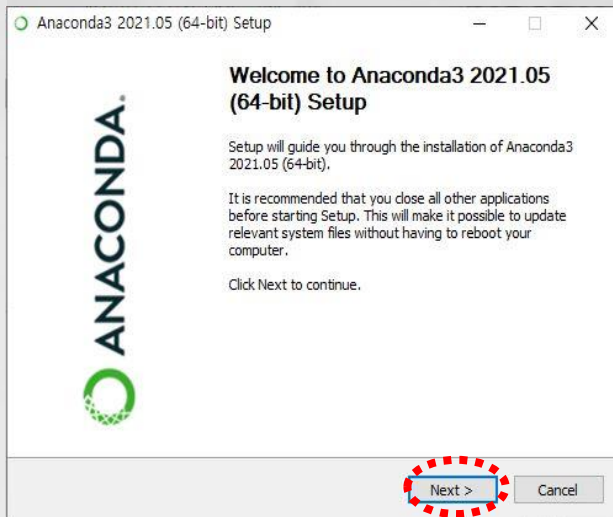 Anaconda3 2021.05 (64-bit) Setup
Welcome to Anaconda3 2021.05
(64-bit) Setup
Setup will guide you through the installation of Anaconda3
2021.05 (64-bit).
It is recommended that you close all other applications
before starting Setup. This will make it possible to update
relevant system files without having to reboot your
computer.
Click Next to continue.
ANACONDA.
Next >
Cancel